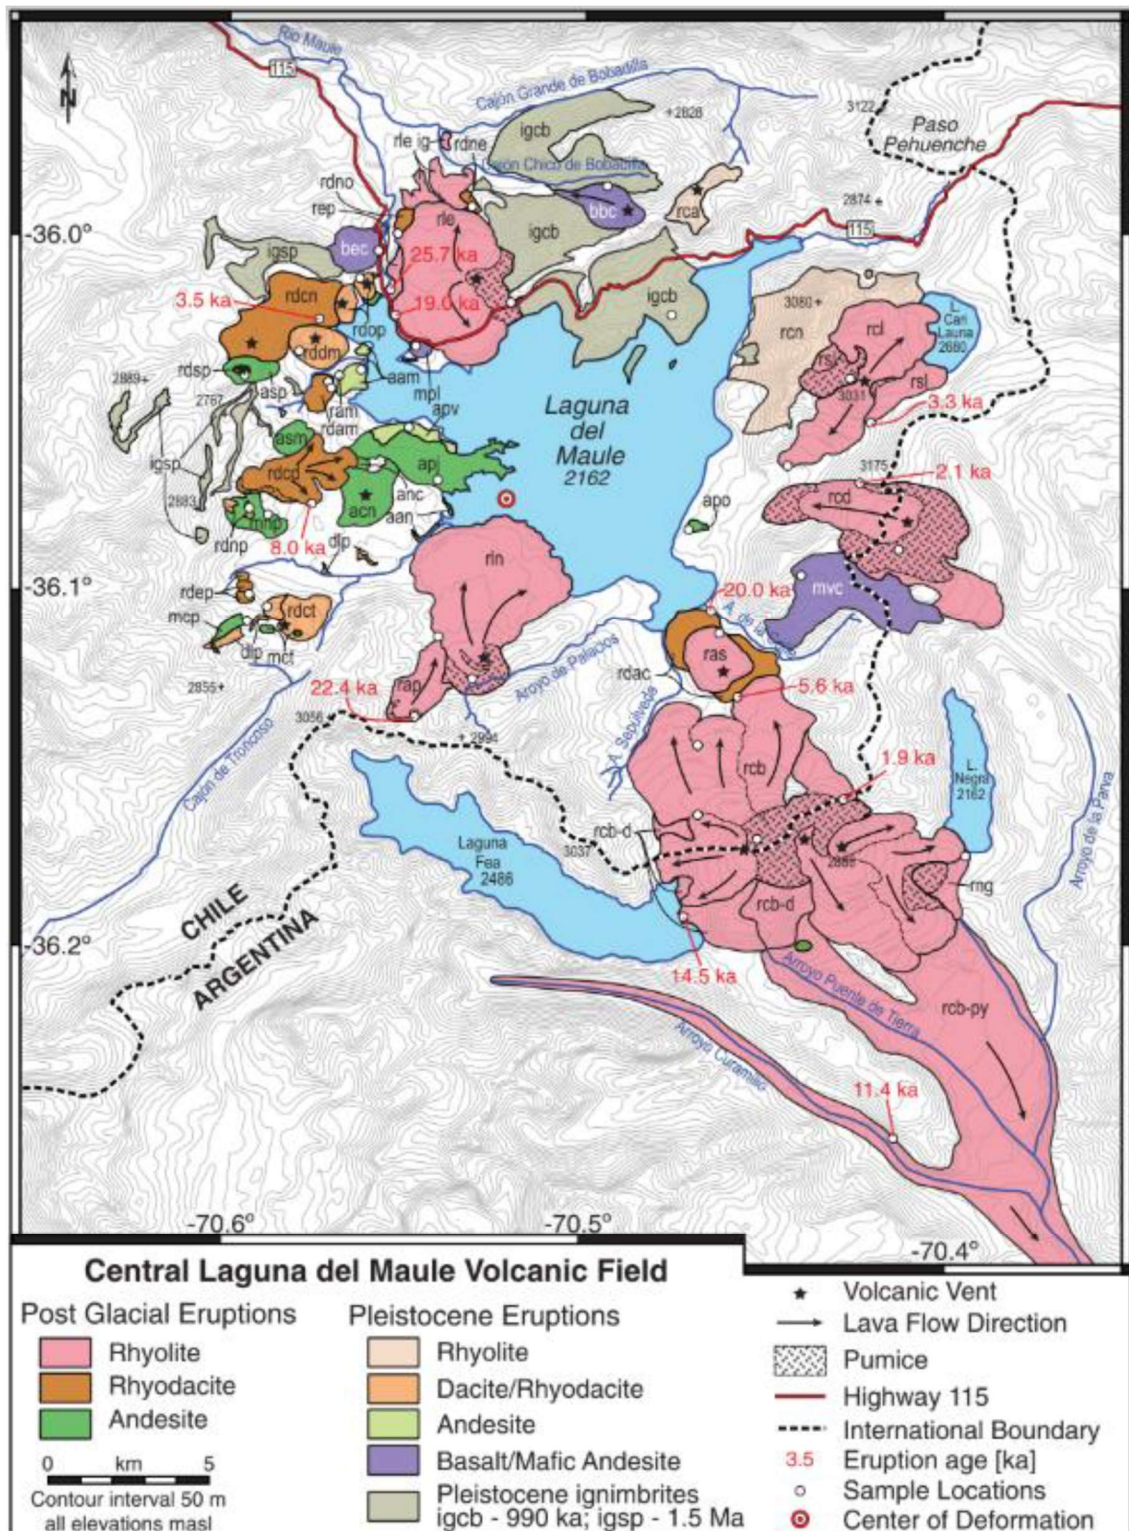 Rio Maule
115
N
Cajón Grande de Bobadilla
igcb
+2828
3122
Paso
Pehuenche
rle ig
rdne
Cajon Chico de Bobadilla
rdno
rep
rle
bbc
rca
2874 +
115
-36.0°
igsp
bec
igcb
25.7 ka
3.5 ka
rdcn
19.0 ka
igcb
3080 +
rcn
rcl
L.
Cari
Launa
2680
rdop
rddm
rdsp
asp
aam
mpl
apv
rsl
rsl
3031
3.3 ka
2889+
2767
ram
rdam
Laguna
del
Maule
2162
asm
igsp
rdcd
apj
3175
2.1 ka
rcd
2883
anc
aan
acn
apo
mnp
rdnp
8.0 ka
dlp
rln
-36.1°
mvc
rdep
20.0 ka
mcp
rdct
A. de la
dlp
mct
ras
Aroyo de Palacios
rdac
2855+
22.4 ka
rap
5.6 ka
3056
+ 2994
A. Sepulveda
Cajon de Troncoso
rcb
1.9 ka
L.
Negra
2162
Arroyo de la Parva
rcb-d
Laguna
Fea
2486
3037
2888
rng
rcb-d
CHILE
ARGENTINA
-36.2°
14.5 ka
Arroyo Puente de Tierra
rcb-py
Arroyo Curamilio
11.4 ka
-70.6°
-70.5°
-70.4°
Central Laguna del Maule Volcanic Field
Post Glacial Eruptions
Rhyolite
Rhyodacite
Andesite
0 km 5
Contour interval 50 m
all elevations masl
Pleistocene Eruptions
Rhyolite
Dacite/Rhyodacite
Andesite
Basalt/Mafic Andesite
Pleistocene ignimbrites
igcb - 990 ka; igsp - 1.5 Ma
Volcanic Vent
Lava Flow Direction
Pumice
Highway 115
International Boundary
3.5 Eruption age [ka]
Sample Locations
Center of Deformation